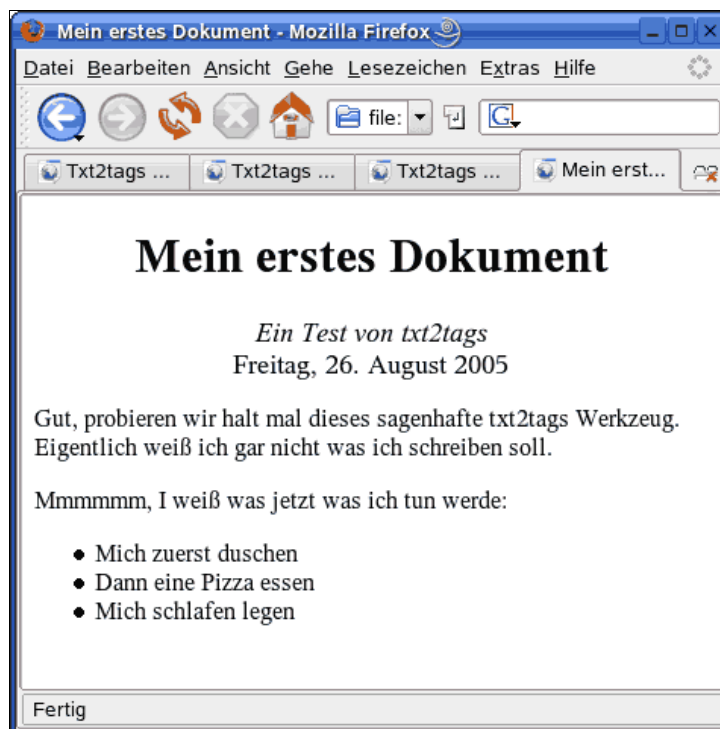 Mein erstes Dokument - Mozilla Firefox
Datei Bearbeiten Ansicht Gehe Lesezeichen Extras Hilfe
file: G
Txt2tags ... Txt2tags ... Txt2tags ... Mein erst...
Mein erstes Dokument
Ein Test von txt2tags
Freitag, 26. August 2005
Gut, probieren wir halt mal dieses sagenhafte txt2tags Werkzeug.
Eigentlich weiß ich gar nicht was ich schreiben soll.
Mmmmmm, I weiß was jetzt was ich tun werde:
• Mich zuerst duschen
• Dann eine Pizza essen
• Mich schlafen legen
Fertig